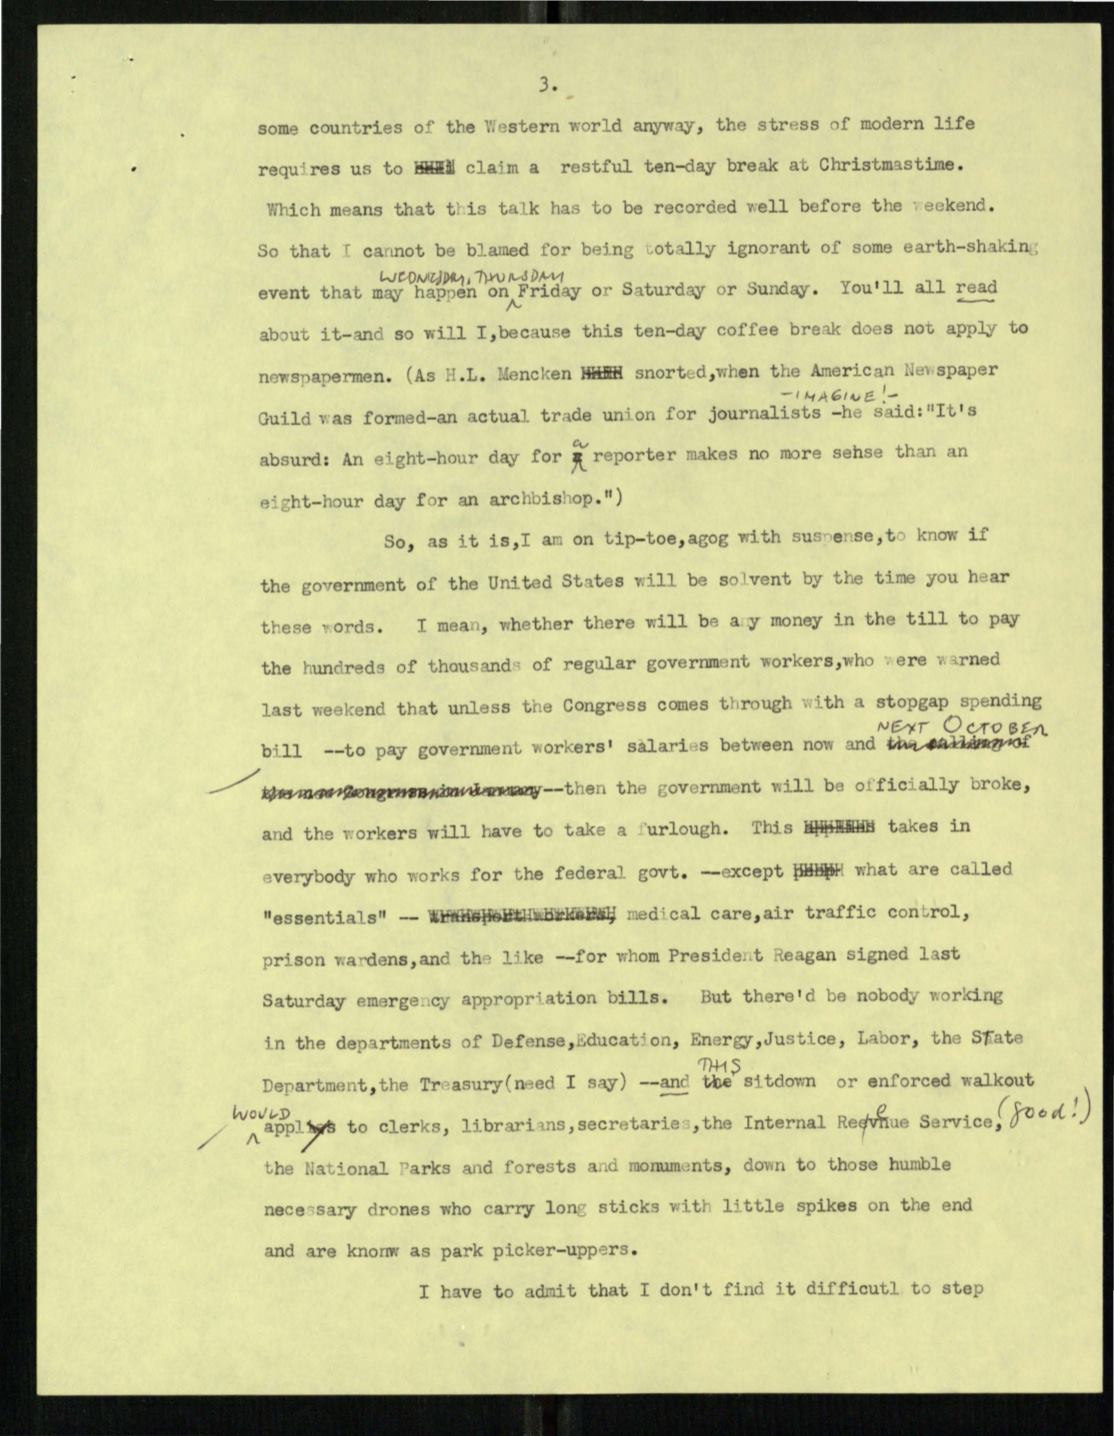 3.
some countries of the Western world anyway, the stress of modern life
requires us to claim a restful ten-day break at Christmastime.
Which means that this talk has to be recorded well before the weekend.
So that I cannot be blamed for being totally ignorant of some earth-shaking
WEDNESDAY, THURSDAY
event that may happen on Friday or Saturday or Sunday. You'll all read
about it-and so will I,because this ten-day coffee break does not apply to
newspapermen. (As H.L. Mencken snorted,when the American Newspaper
-IMAGINE!-
Guild was formed-an actual trade union for journalists -he said:"It's
a
absurd: An eight-hour day for reporter makes no more sehse than an
eight-hour day for an archbishop.")
So, as it is,I am on tip-toe,agog with suspense,to know if
the government of the United States will be solvent by the time you hear
these words. I mean, whether there will be any money in the till to pay
the hundreds of thousands of regular government workers,who were warned
last weekend that unless the Congress comes through with a stopgap spending
NEXT OCTOBER
bill --to pay government workers' salaries between now and the calling of
the new Congress in January--then the government will be officially broke,
and the workers will have to take a furlough. This takes in
everybody who works for the federal govt. --except what are called
"essentials" -- transport workers, medical care,air traffic control,
prison wardens,and the like --for whom President Reagan signed last
Saturday emergency appropriation bills. But there'd be nobody working
in the departments of Defense,Education, Energy,Justice, Labor, the State
THIS
Department,the Treasury(need I say) --and the sitdown or enforced walkout
WOULD
applies to clerks, librarians,secretaries,the Internal Revenue Service, (good!)
the National Parks and forests and monuments, down to those humble
necessary drones who carry long sticks with little spikes on the end
and are knonw as park picker-uppers.
I have to admit that I don't find it difficutl to step